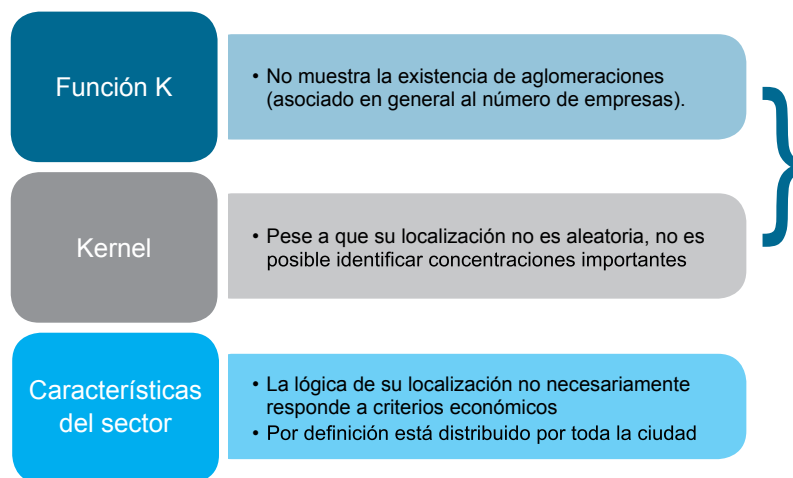 Función K
• No muestra la existencia de aglomeraciones
(asociado en general al número de empresas).
Kernel
• Pese a que su localización no es aleatoria, no es
posible identificar concentraciones importantes
Características
del sector
• La lógica de su localización no necesariamente
responde a criterios económicos
• Por definición está distribuido por toda la ciudad